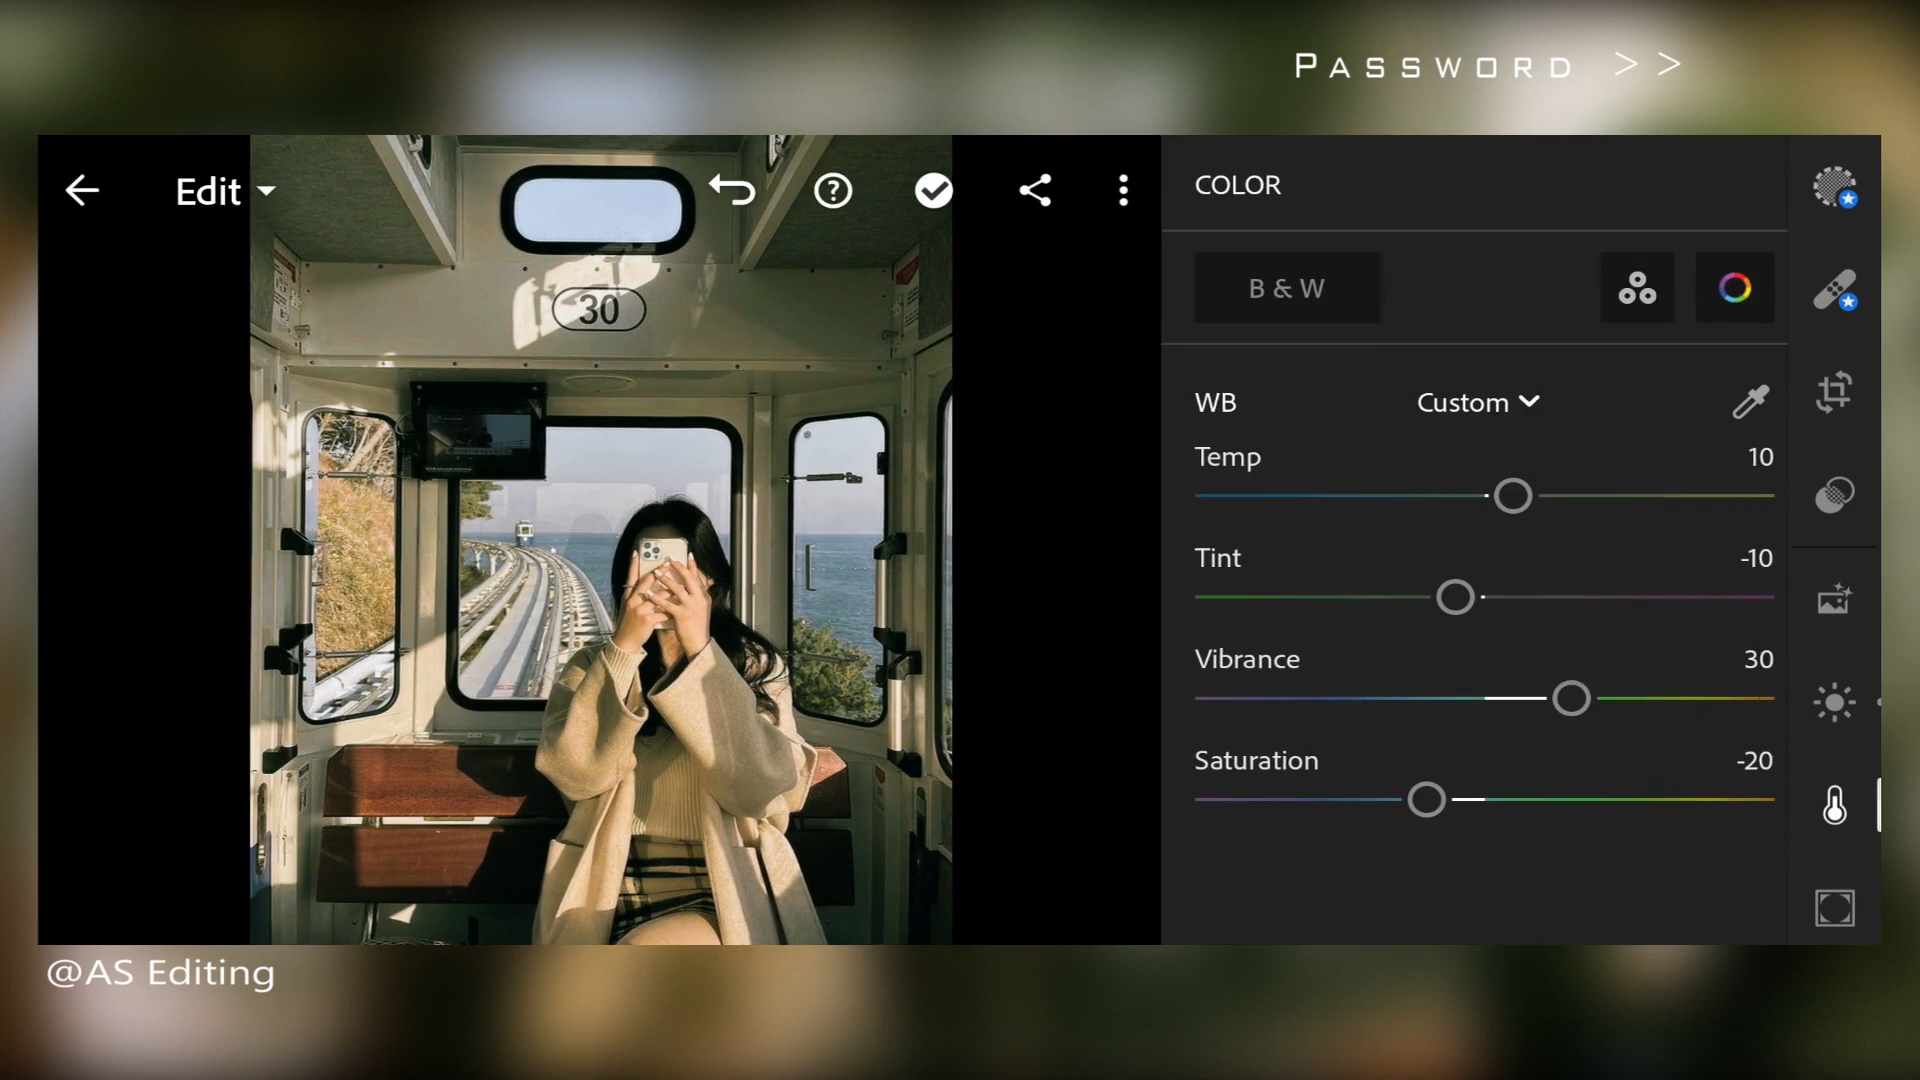 PASSWORD >>
Edit
COLOR
B & W
30
WB Custom
Temp 10
Tint -10
Vibrance 30
Saturation -20
@AS Editing